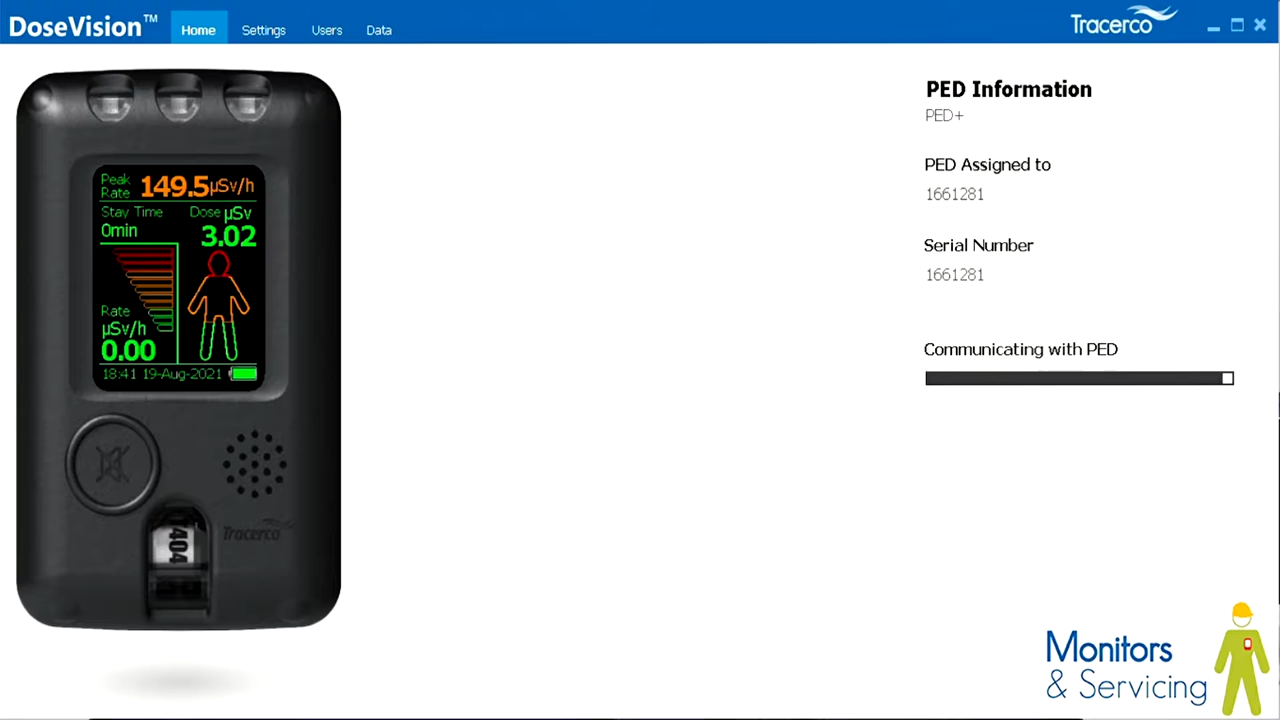 DoseVision™
Home Settings Users Data
Tracerco
PED Information
PED+
PED Assigned to
1661281
Serial Number
1661281
Communicating with PED
Peak Rate 149.5µSv/h
Stay Time Dose µSv
0min 3.02
Rate
µSv/h
0.00
18:41 19-Aug-2021
404
Tracerco
Monitors
& Servicing